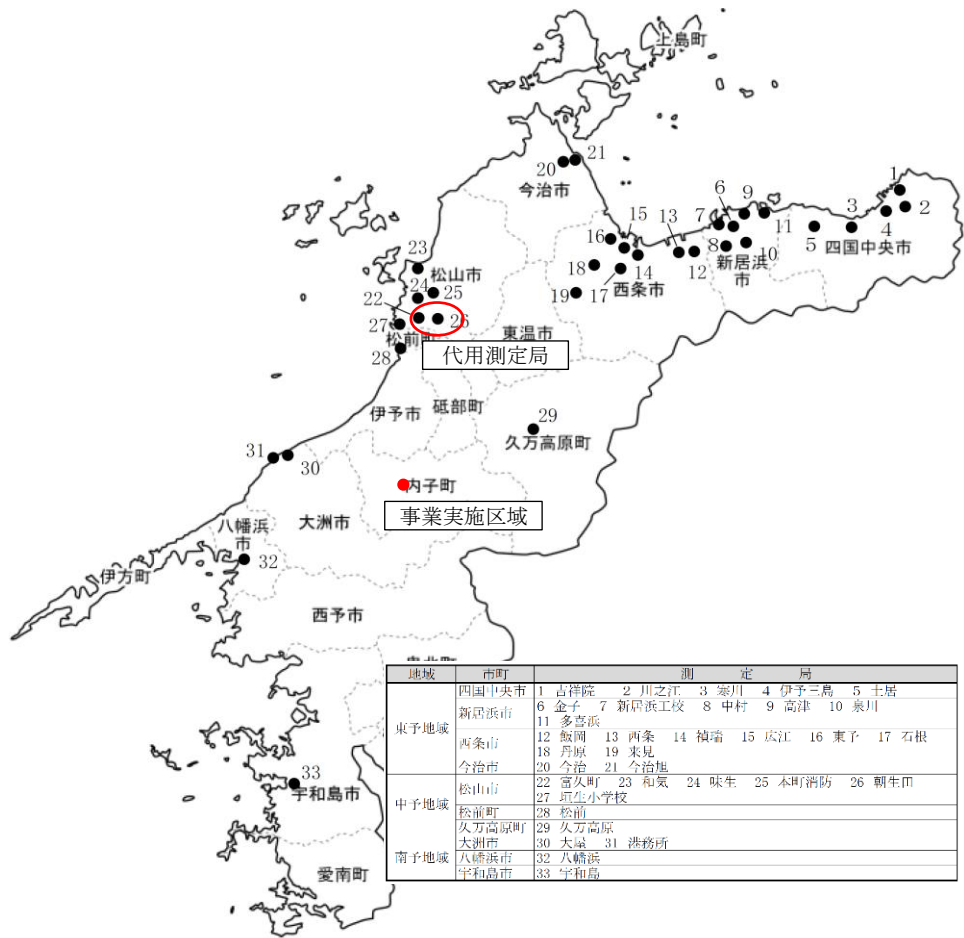 上島町
21
20
今治市
1
2
3
4
四国中央市
5
6
9
7
11
8
新居浜市
10
15
13
16
12
14
18
17
西条市
19
23
松山市
24
25
22
26
27
松前町
東温市
28
代用測定局
伊予市
砥部町
29
久万高原町
31
30
内子町
大洲市
事業実施区域
八幡浜市
32
伊方町
西予市
33
宇和島市
愛南町
地域 市町 測定局
東予地域
四国中央市 1 吉祥院 2 川之江 3 寒川 4 伊予三島 5 土居
新居浜市 6 金子 7 新居浜工校 8 中村 9 高津 10 泉川
11 多喜浜
西条市 12 飯岡 13 西条 14 禎瑞 15 広江 16 東予 17 石根
18 丹原 19 来見
今治市 20 今治 21 今治旭
中予地域
松山市 22 富久町 23 和気 24 味生 25 本町消防 26 朝生田
27 垣生小学校
松前町 28 松前
久万高原町 29 久万高原
南予地域
大洲市 30 大屋 31 港務所
八幡浜市 32 八幡浜
宇和島市 33 宇和島